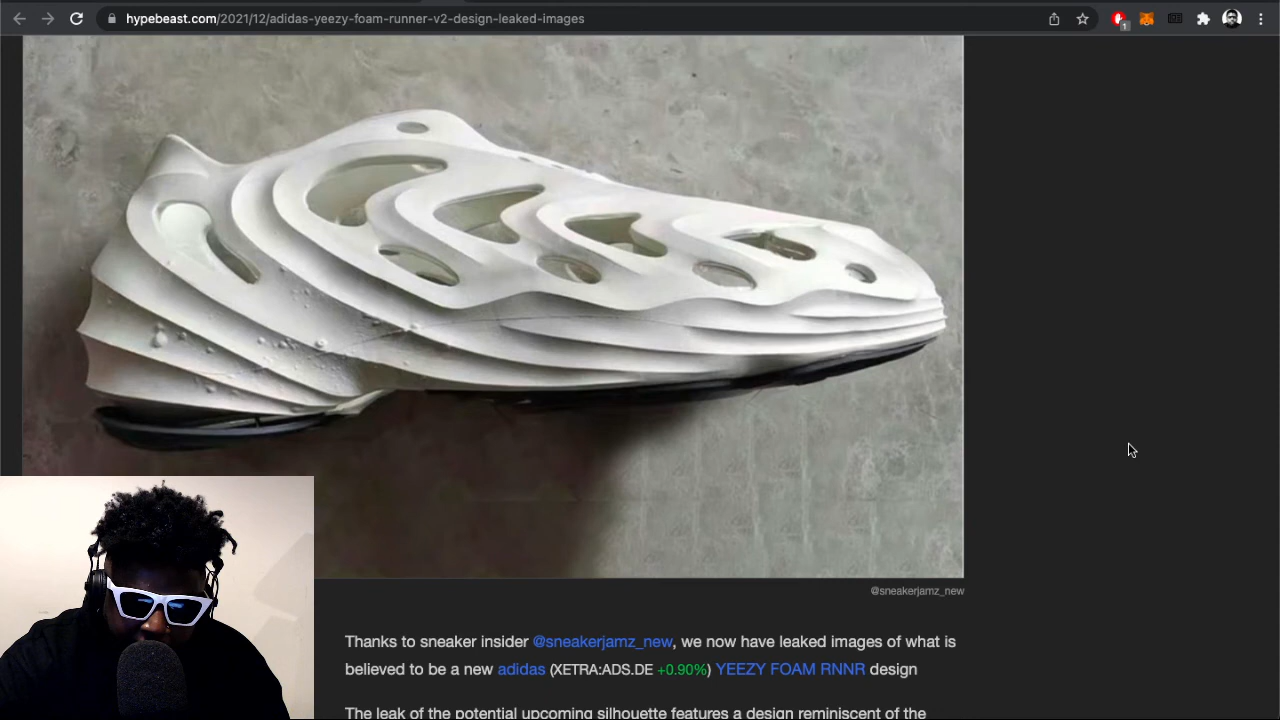 hypebeast.com/2021/12/adidas-yeezy-foam-runner-v2-design-leaked-images
1
@sneakerjamz_new
Thanks to sneaker insider @sneakerjamz_new, we now have leaked images of what is
believed to be a new adidas (XETRA:ADS.DE +0.90%) YEEZY FOAM RNNR design
The leak of the potential upcoming silhouette features a design reminiscent of the